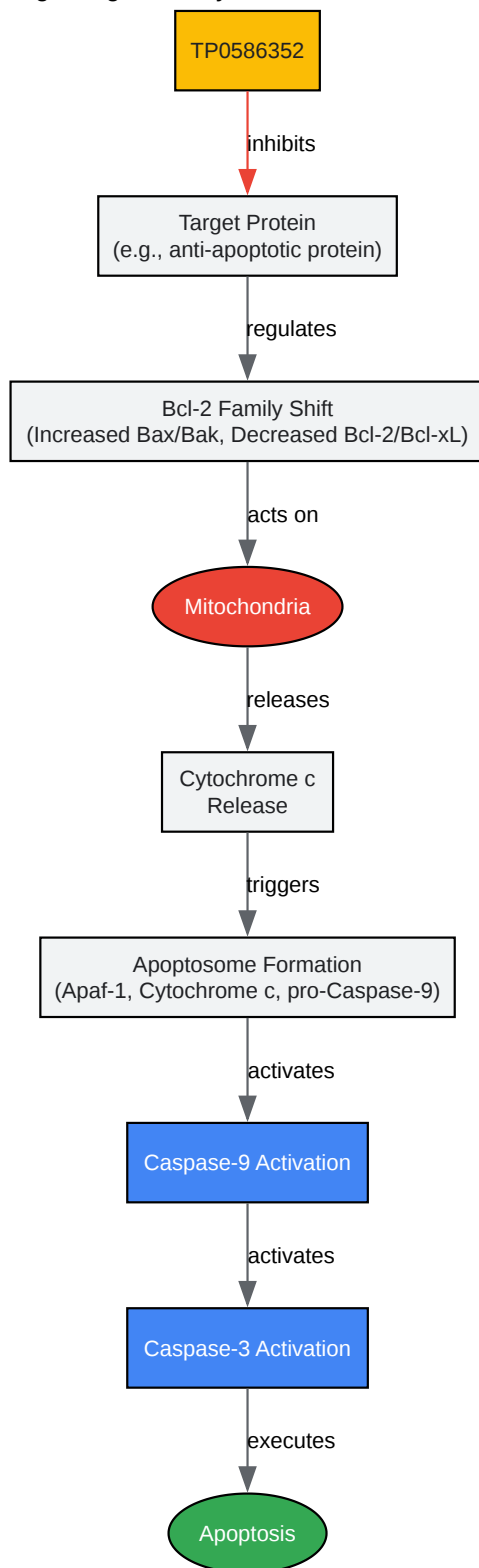 TP0586352
inhibits
Target Protein
(e.g., anti-apoptotic protein)
regulates
Bcl-2 Family Shift
(Increased Bax/Bak, Decreased Bcl-2/Bcl-xL)
acts on
Mitochondria
releases
Cytochrome c
Release
triggers
Apoptosome Formation
(Apaf-1, Cytochrome c, pro-Caspase-9)
activates
Caspase-9 Activation
activates
Caspase-3 Activation
executes
Apoptosis